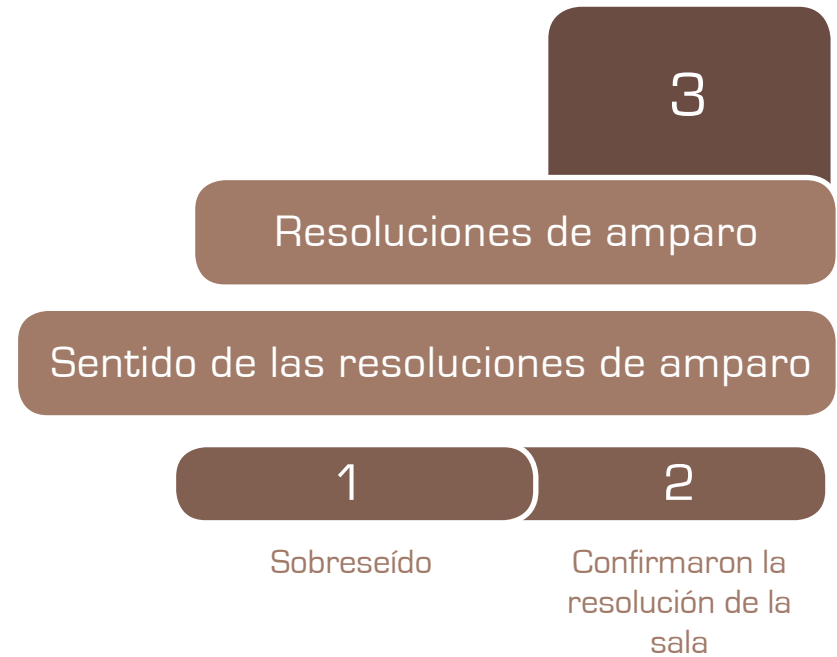 3
Resoluciones de amparo
Sentido de las resoluciones de amparo
1
2
Sobreseído
Confirmaron la
resolución de la
sala